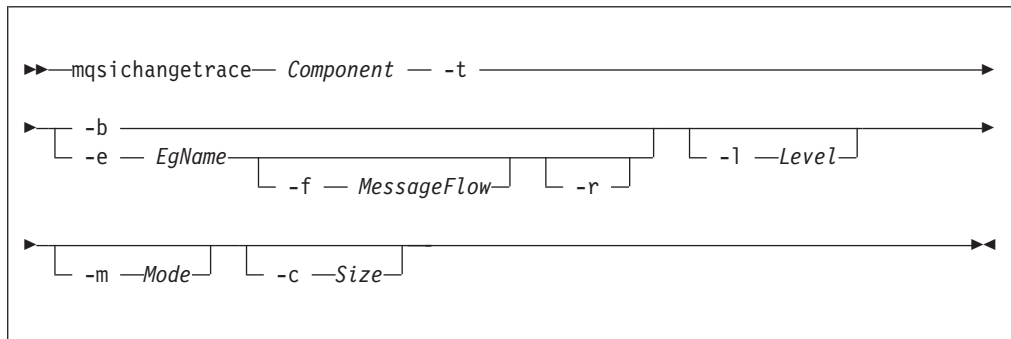 mqsichangetrace Component -t
-b
-e EgName -l Level
-f MessageFlow -r
-m Mode -c Size